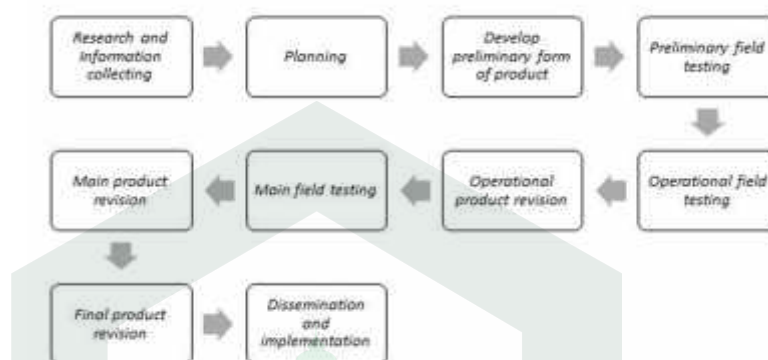 Research and
Information
collecting
Planning
Develop
preliminary form
of product
Preliminary field
testing
Operational field
testing
Operational
product revision
Main field testing
Main product
revision
Final product
revision
Dissemination
and
implementation